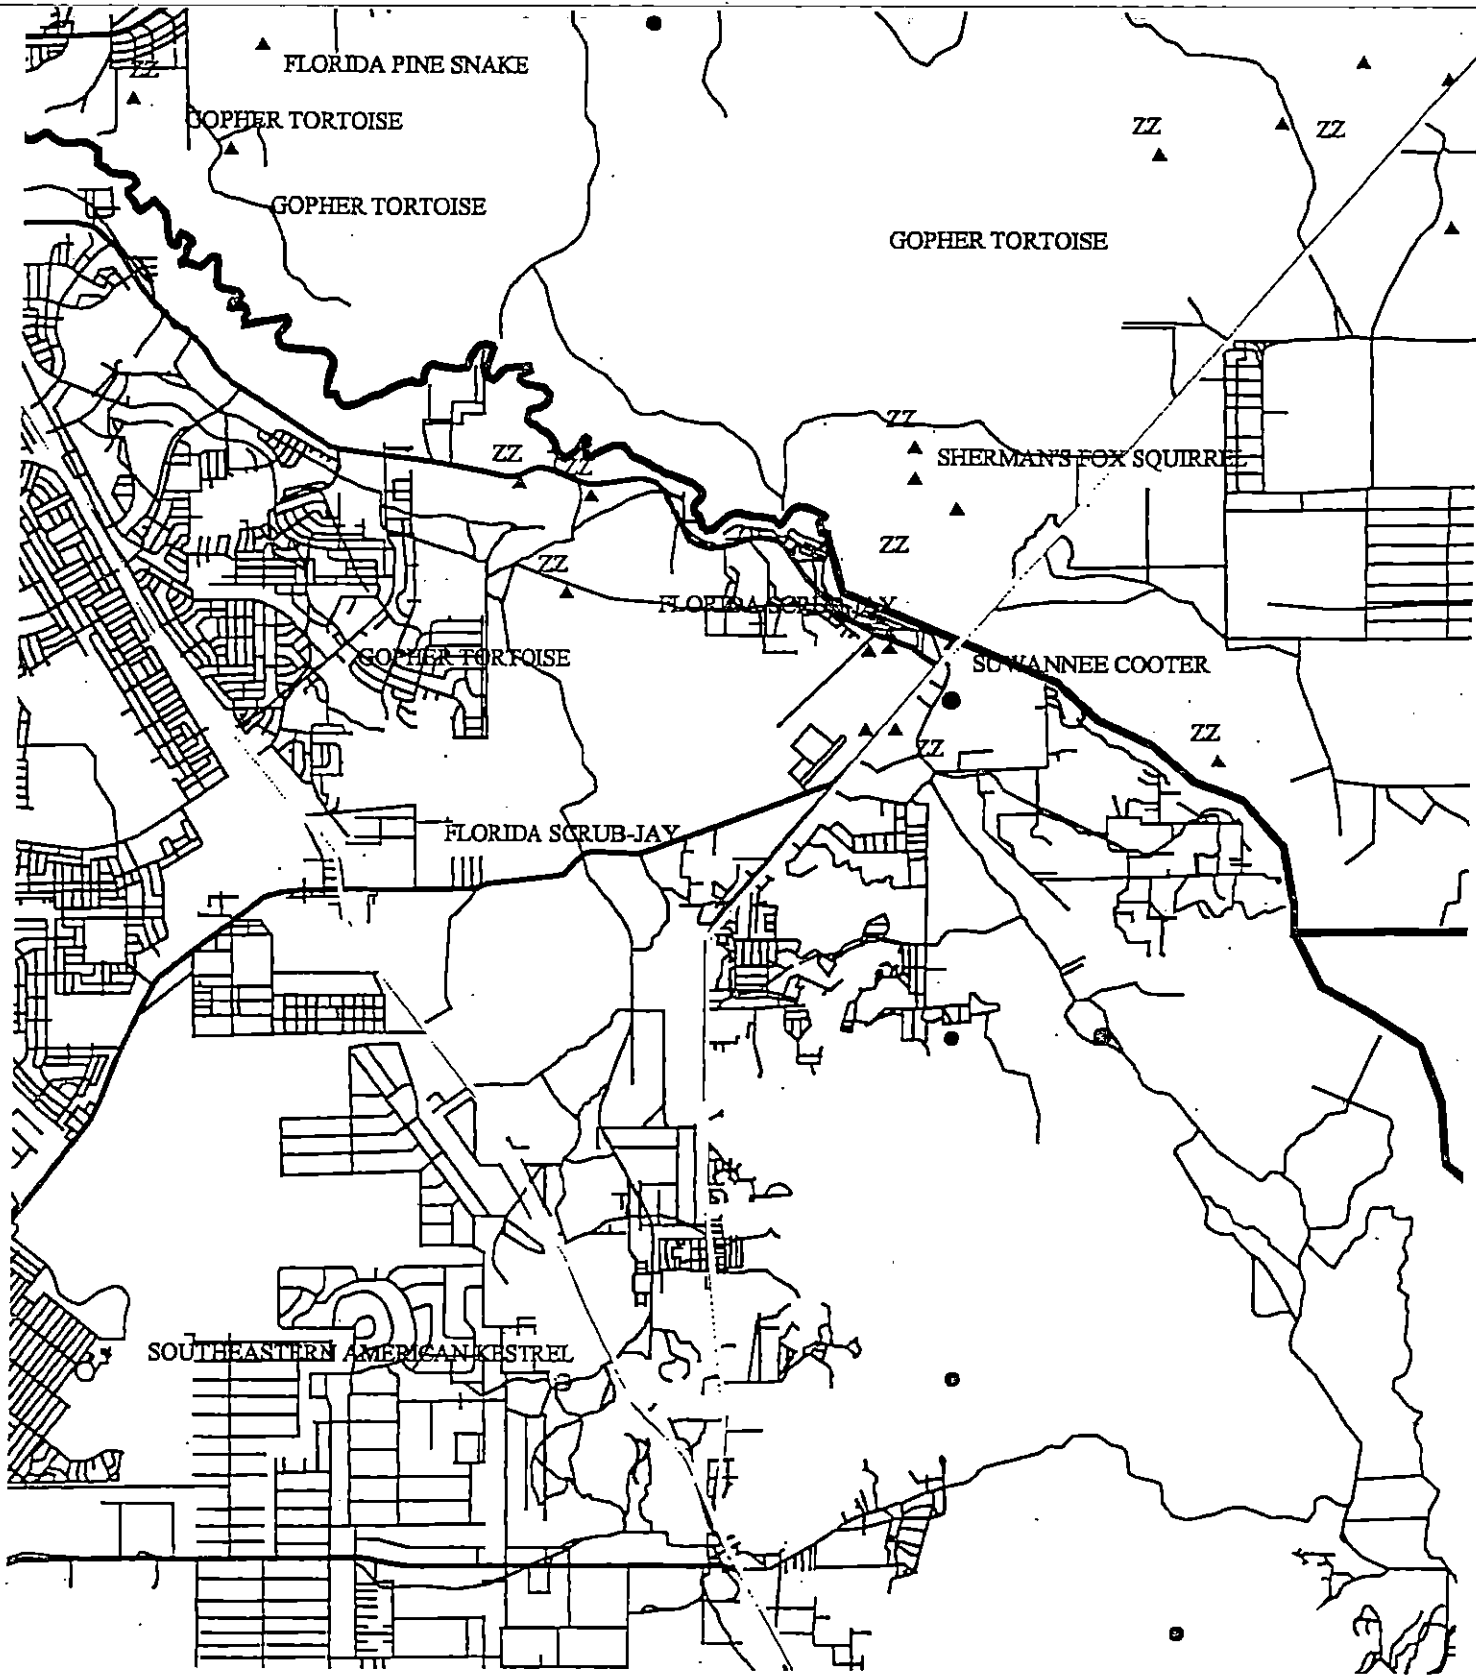 FLORIDA PINE SNAKE
ZZ
GOPHER TORTOISE
ZZ
ZZ
GOPHER TORTOISE
GOPHER TORTOISE
ZZ
SHERMAN'S FOX SQUIRREL
ZZ
ZZ
ZZ
ZZ
FLORIDA SCRUB-JAY
GOPHER TORTOISE
SUWANNEE COOTER
ZZ
ZZ
FLORIDA SCRUB-JAY
SOUTHEASTERN AMERICAN KESTREL